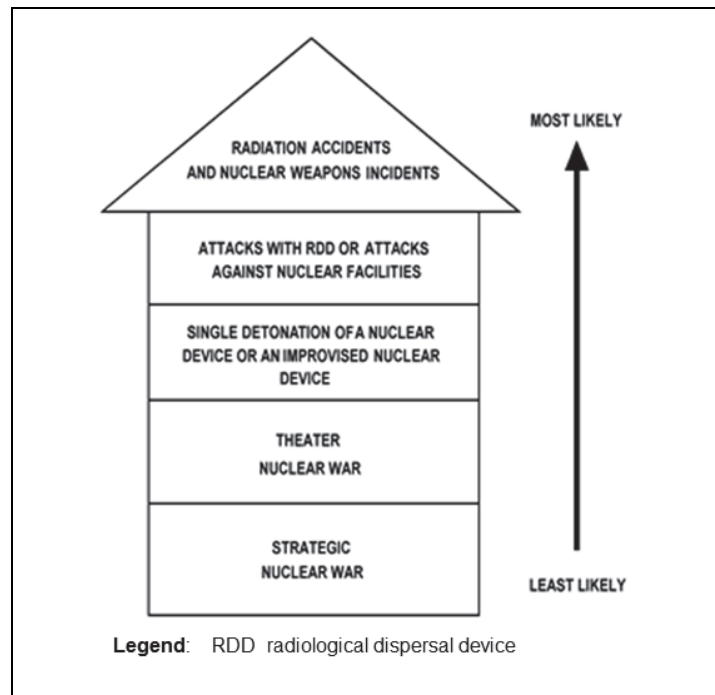 MOST LIKELY
RADIATION ACCIDENTS
AND NUCLEAR WEAPONS INCIDENTS
ATTACKS WITH RDD OR ATTACKS
AGAINST NUCLEAR FACILITIES
SINGLE DETONATION OF A NUCLEAR
DEVICE OR AN IMPROVISED NUCLEAR
DEVICE
THEATER
NUCLEAR WAR
STRATEGIC
NUCLEAR WAR
LEAST LIKELY
Legend: RDD radiological dispersal device